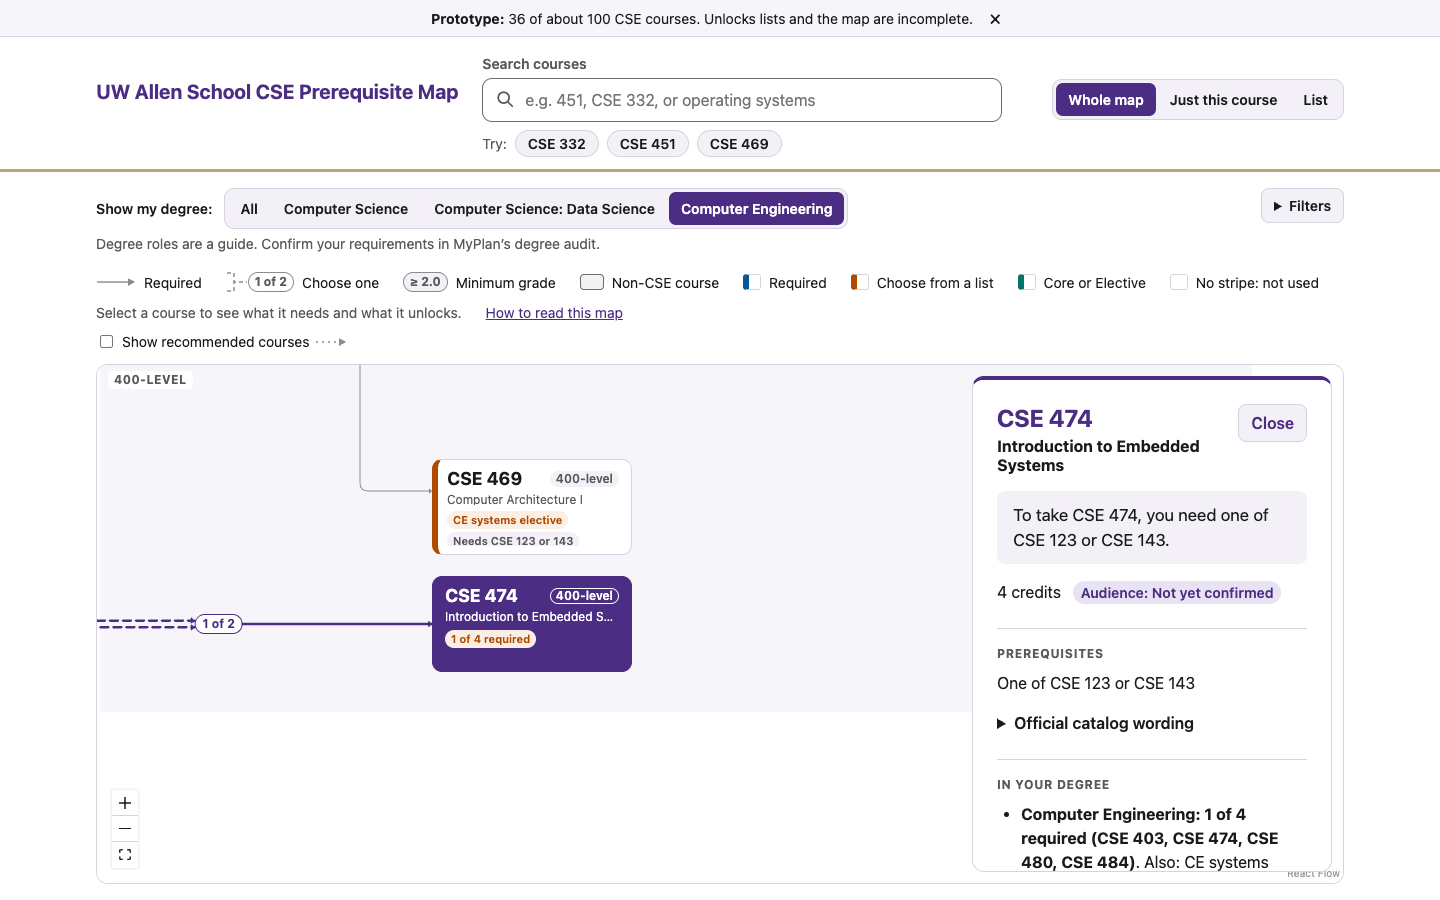 Prototype: 36 of about 100 CSE courses. Unlocks lists and the map are incomplete. ✕
UW Allen School CSE Prerequisite Map
Search courses
e.g. 451, CSE 332, or operating systems
Try: CSE 332 CSE 451 CSE 469
Whole map Just this course List
Show my degree: All Computer Science Computer Science: Data Science Computer Engineering
▶ Filters
Degree roles are a guide. Confirm your requirements in MyPlan's degree audit.
Required 1 of 2 Choose one ≥ 2.0 Minimum grade Non-CSE course Required Choose from a list Core or Elective No stripe: not used
Select a course to see what it needs and what it unlocks. How to read this map
Show recommended courses
400-LEVEL
CSE 469 400-level
Computer Architecture I
CE systems elective
Needs CSE 123 or 143
1 of 2
CSE 474 400-level
Introduction to Embedded S...
1 of 4 required
CSE 474
Close
Introduction to Embedded
Systems
To take CSE 474, you need one of
CSE 123 or CSE 143.
4 credits Audience: Not yet confirmed
PREREQUISITES
One of CSE 123 or CSE 143
▶ Official catalog wording
IN YOUR DEGREE
• Computer Engineering: 1 of 4
required (CSE 403, CSE 474, CSE
480, CSE 484). Also: CE systems
React Flow